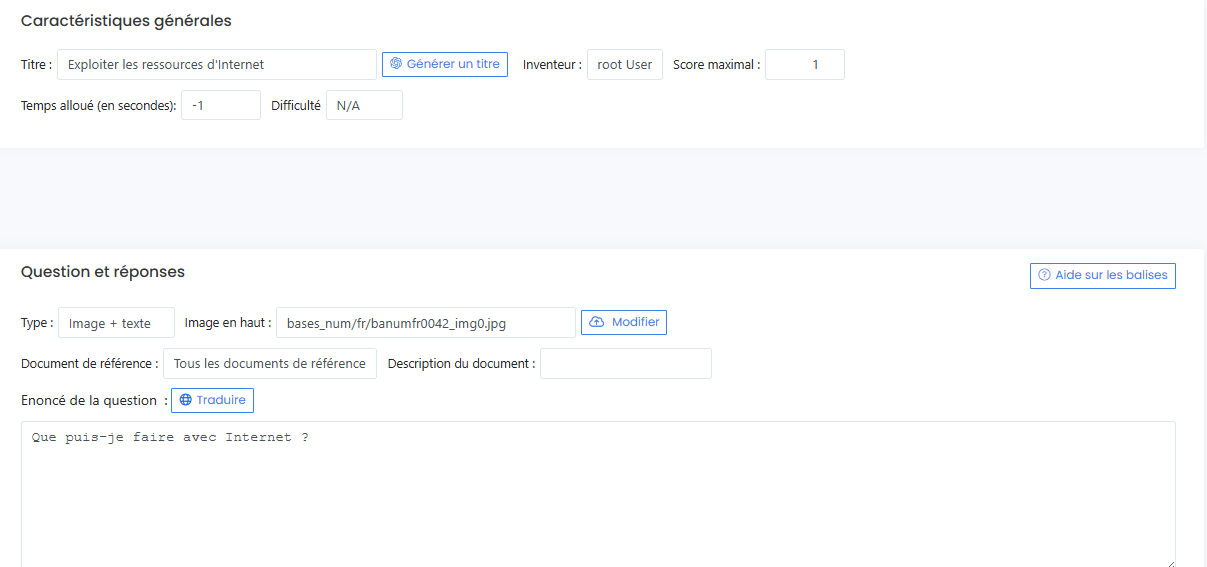 Caractéristiques générales
Titre : Exploiter les ressources d'Internet Générer un titre Inventeur : root User Score maximal : 1
Temps alloué (en secondes): -1 Difficulté N/A
Question et réponses Aide sur les balises
Type : Image + texte Image en haut : bases_num/fr/banumfr0042_img0.jpg Modifier
Document de référence : Tous les documents de référence Description du document :
Enoncé de la question : Traduire
Que puis-je faire avec Internet ?